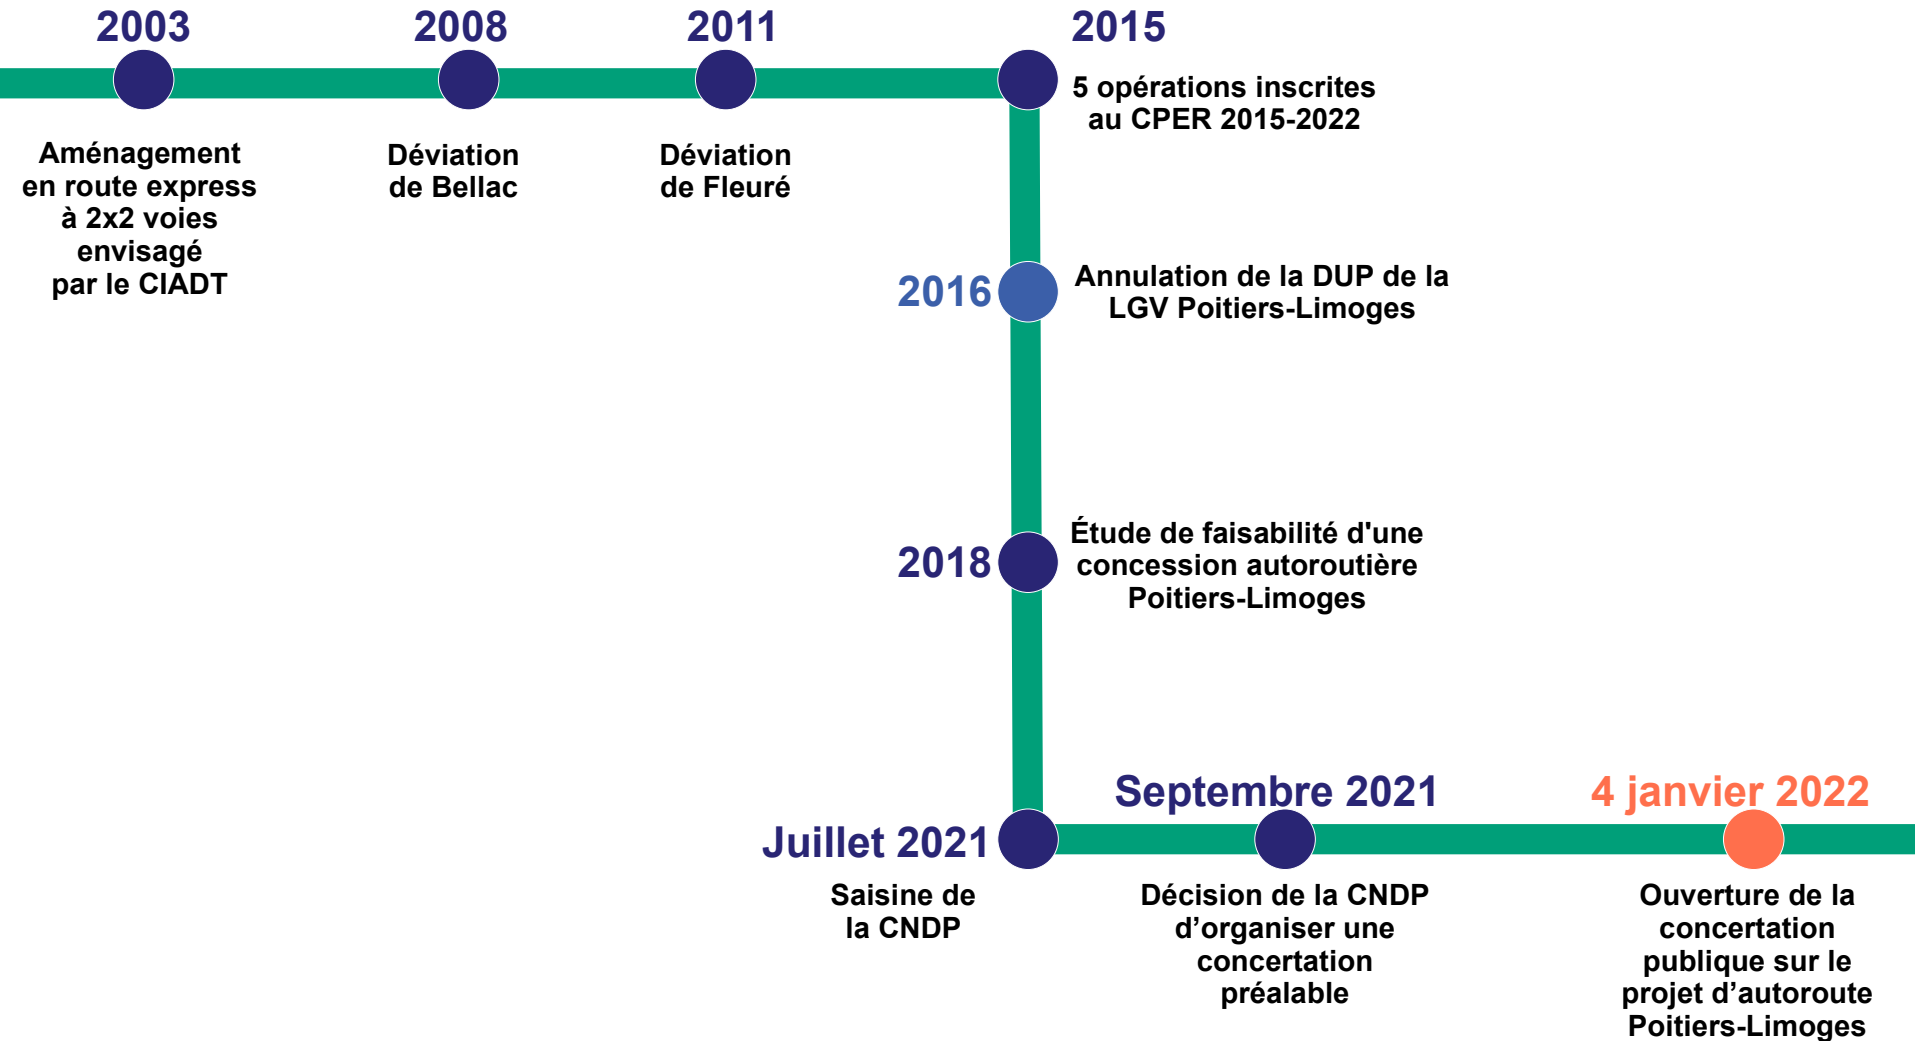 2003
Aménagement
en route express
à 2x2 voies
envisagé
par le CIADT
2008
Déviation
de Bellac
2011
Déviation
de Fleuré
2015
5 opérations inscrites
au CPER 2015-2022
2016
Annulation de la DUP de la
LGV Poitiers-Limoges
2018
Étude de faisabilité d'une
concession autoroutière
Poitiers-Limoges
Juillet 2021
Saisine de
la CNDP
Septembre 2021
Décision de la CNDP
d’organiser une
concertation
préalable
4 janvier 2022
Ouverture de la
concertation
publique sur le
projet d’autoroute
Poitiers-Limoges